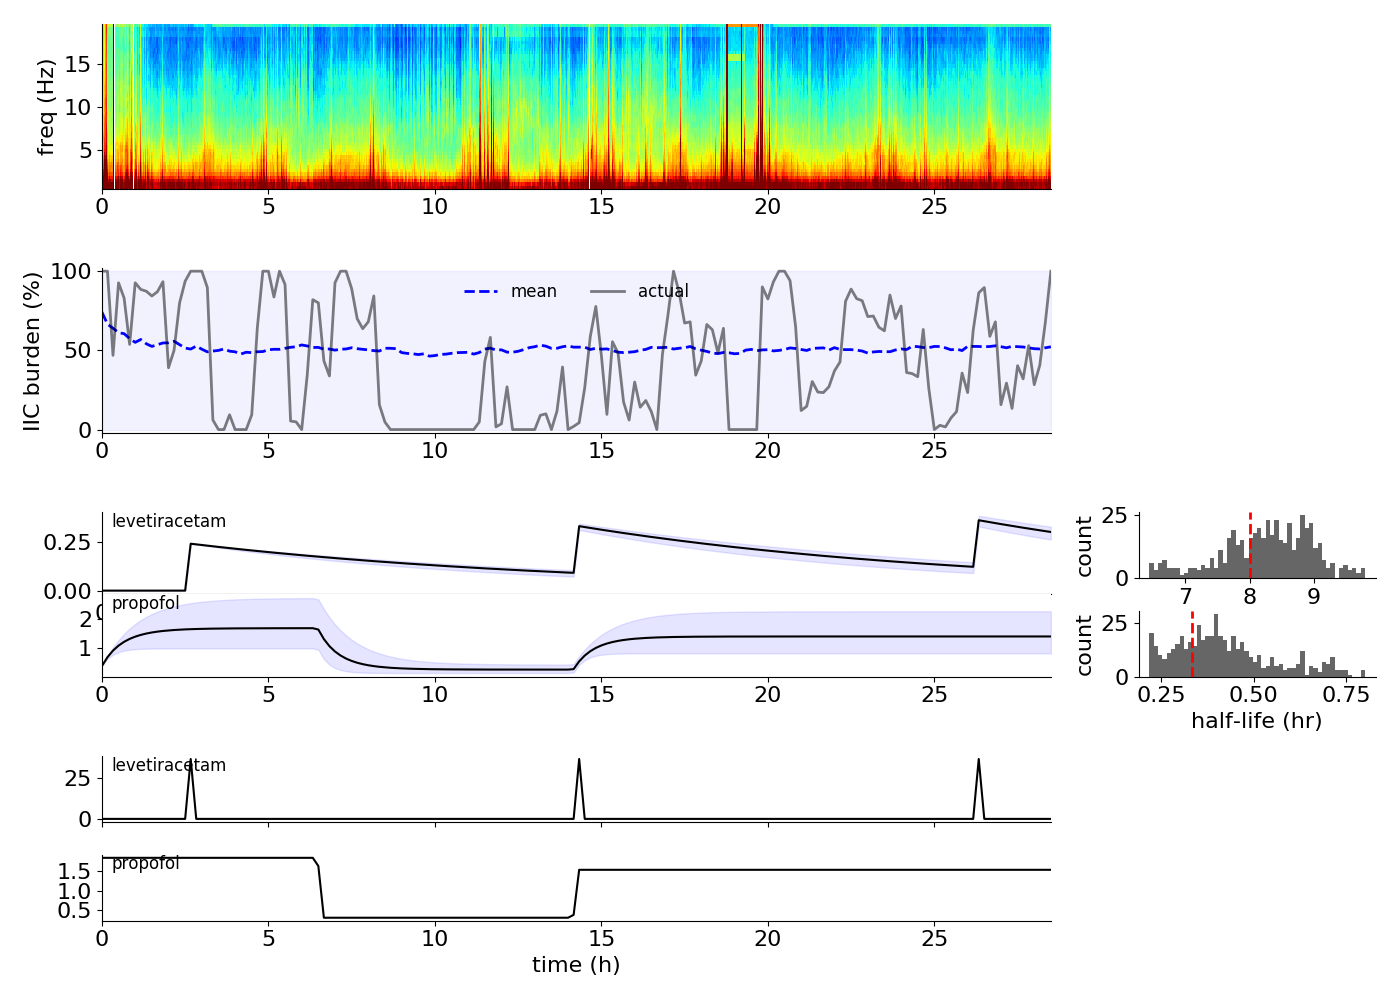 freq (Hz)
15
10
5
0 5 10 15 20 25
IIC burden (%)
100
50
0
mean actual
0 5 10 15 20 25
levetiracetam
0.25
0.00
propofol
2
1
0 5 10 15 20 25
count
25
0
7 8 9
count
25
0
0.25 0.50 0.75
half-life (hr)
levetiracetam
25
0
propofol
1.5
1.0
0.5
0 5 10 15 20 25
time (h)